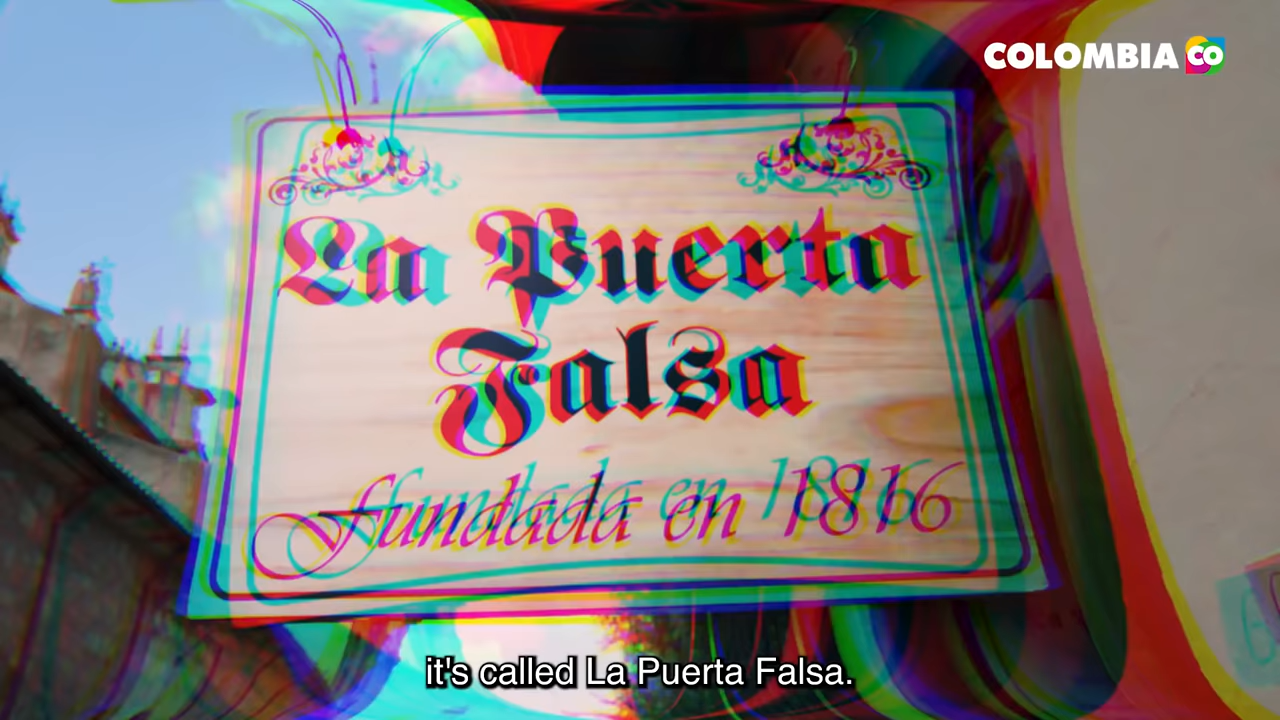 COLOMBIA CO
La Puerta
Falsa
Fundada en 1816
it's called La Puerta Falsa.